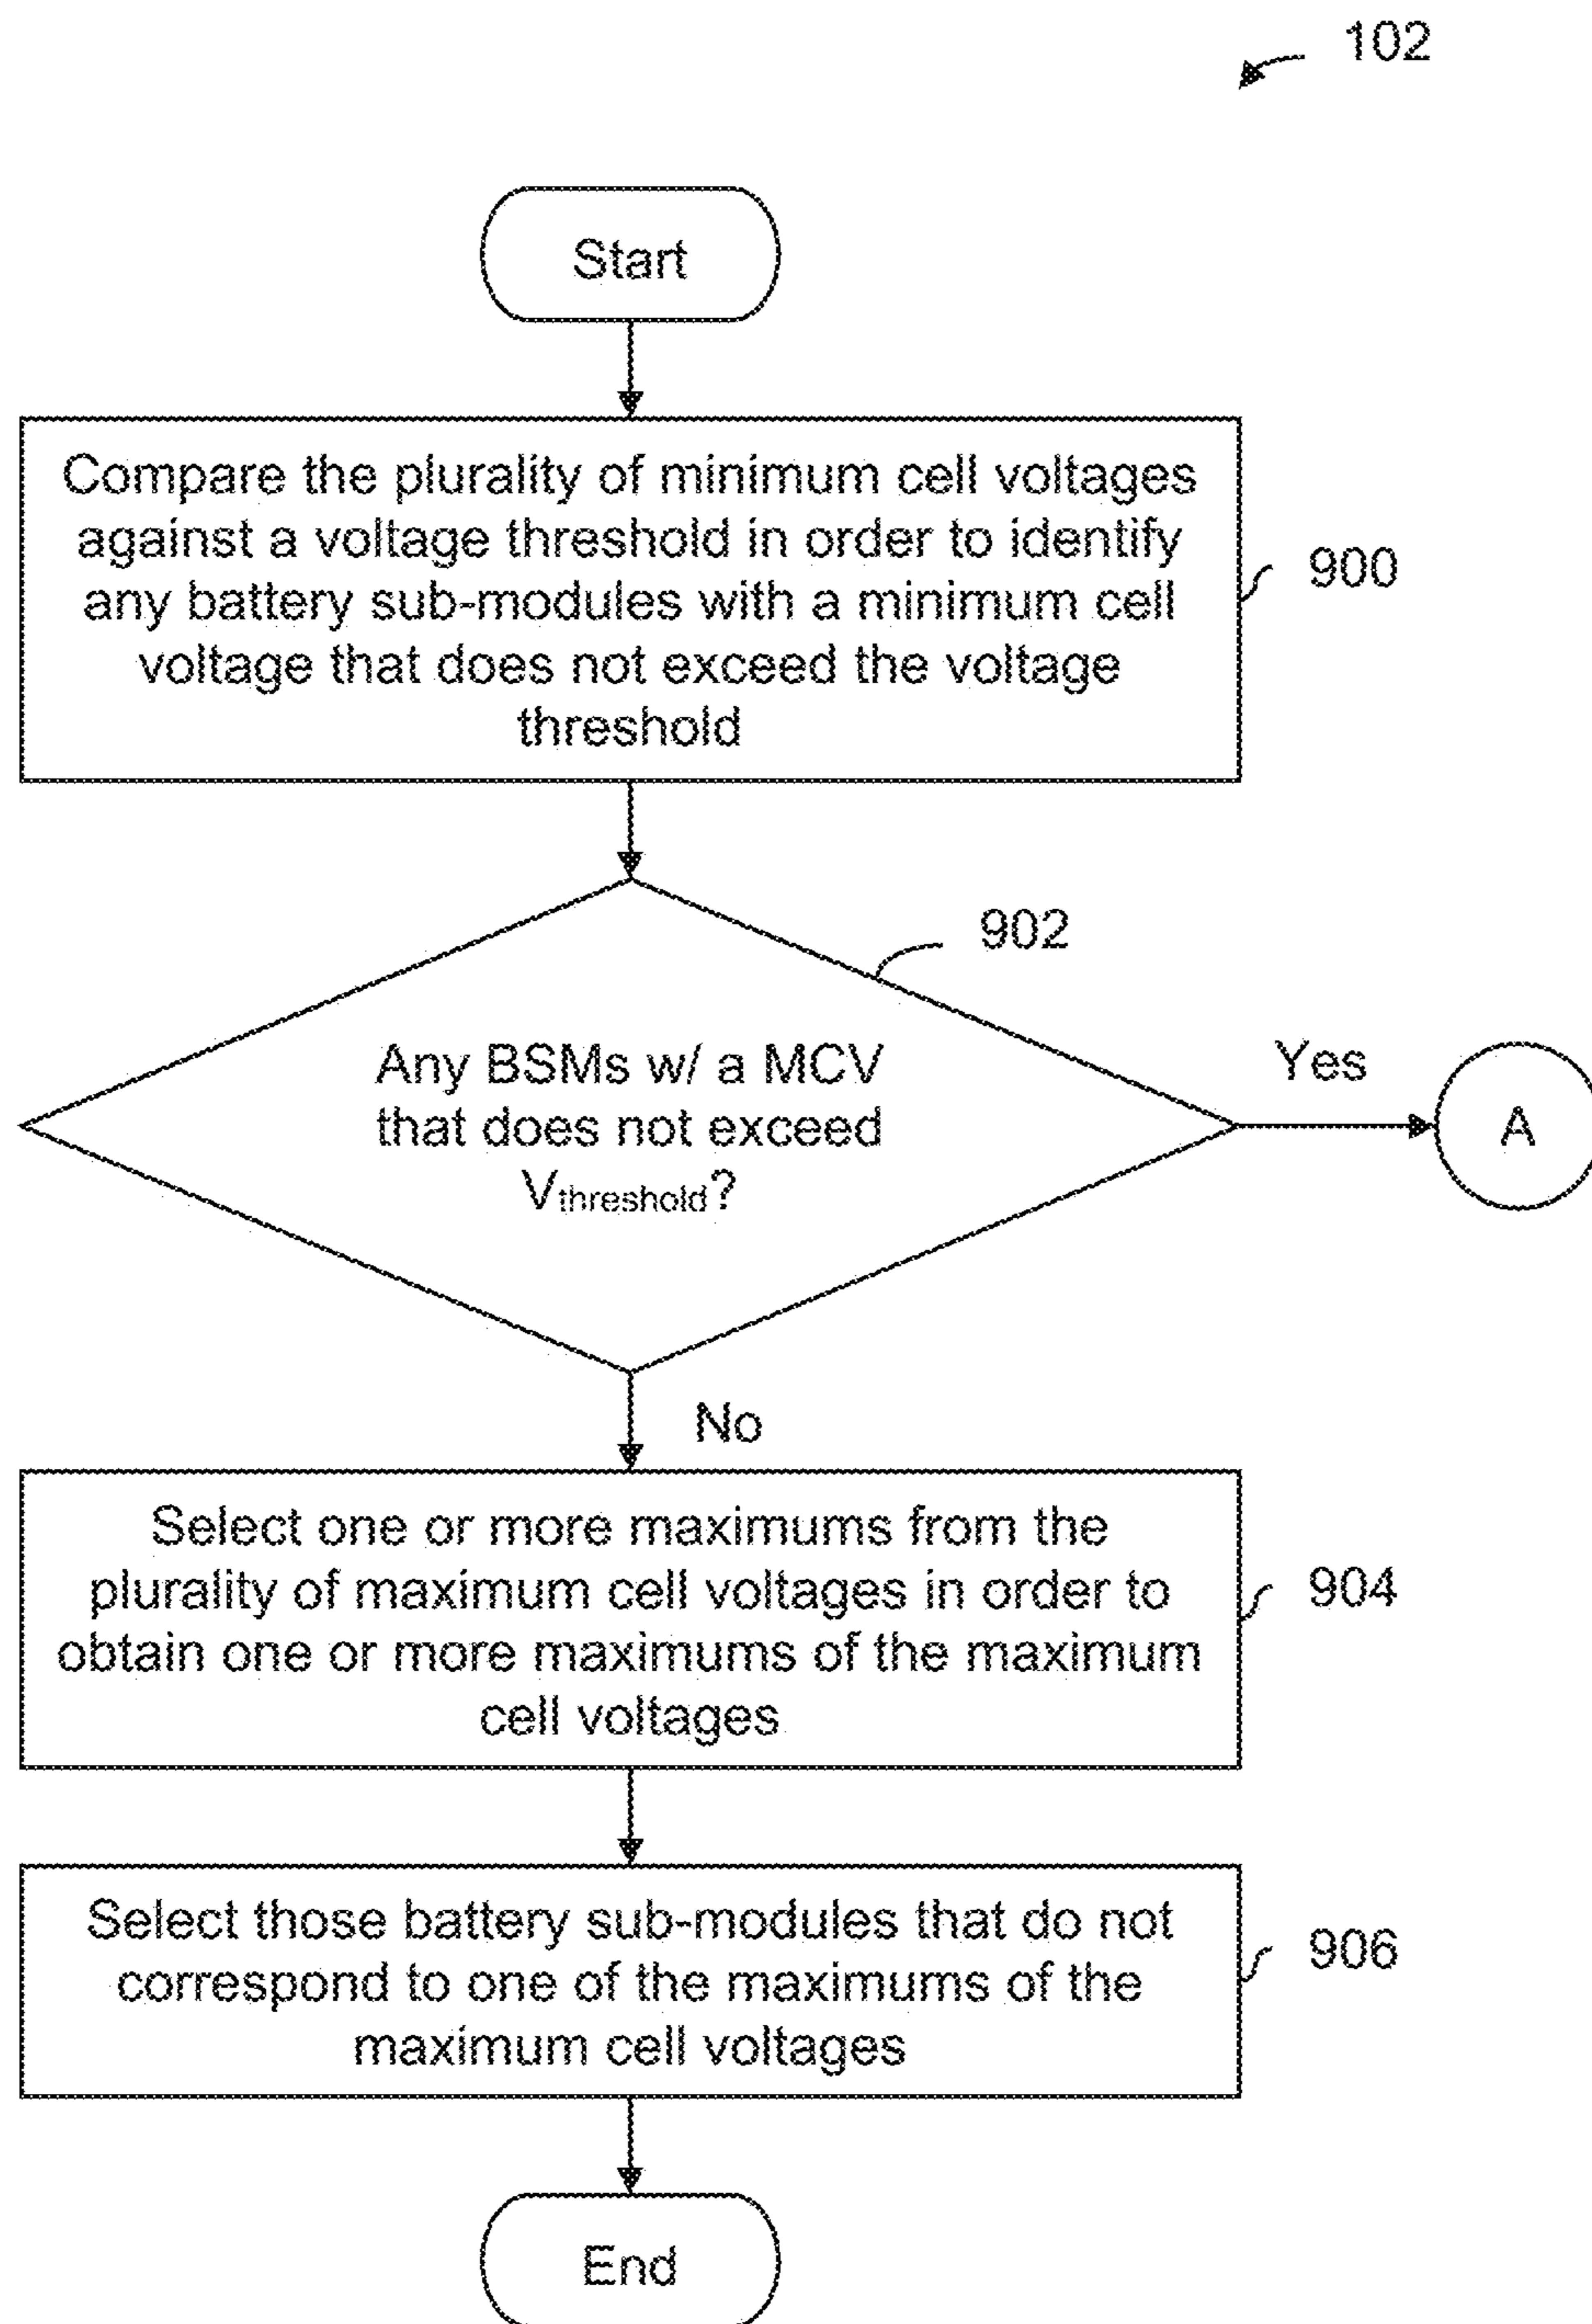 102
Start
Compare the plurality of minimum cell voltages
against a voltage threshold in order to identify
any battery sub-modules with a minimum cell
voltage that does not exceed the voltage
threshold
900
902
Any BSMs w/ a MCV
that does not exceed
Vthreshold?
Yes
A
No
Select one or more maximums from the
plurality of maximum cell voltages in order to
obtain one or more maximums of the maximum
cell voltages
904
Select those battery sub-modules that do not
correspond to one of the maximums of the
maximum cell voltages
906
End